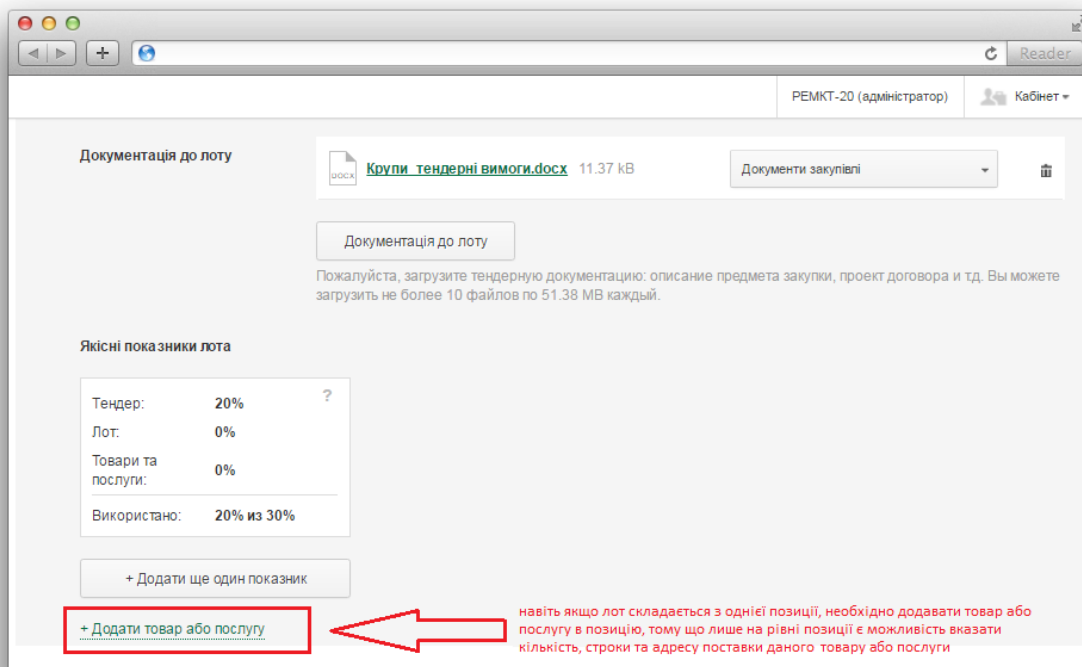 Reader
РЕМКТ-20 (адміністратор)
Кабінет
Документація до лоту
DOCX
Крупи_тендерні вимоги.docx 11.37 kB
Документи закупівлі
Документація до лоту
Пожалуйста, загрузите тендерную документацию: описание предмета закупки, проект договора и т.д. Вы можете
загрузить не более 10 файлов по 51.38 MB каждый.
Якісні показники лота
?
Тендер: 20%
Лот: 0%
Товари та
послуги: 0%
Використано: 20% из 30%
+ Додати ще один показник
+ Додати товар або послугу
навіть якщо лот складається з однієї позиції, необхідно додавати товар або
послугу в позицію, тому що лише на рівні позиції є можливість вказати
кількість, строки та адресу поставки даного товару або послуги